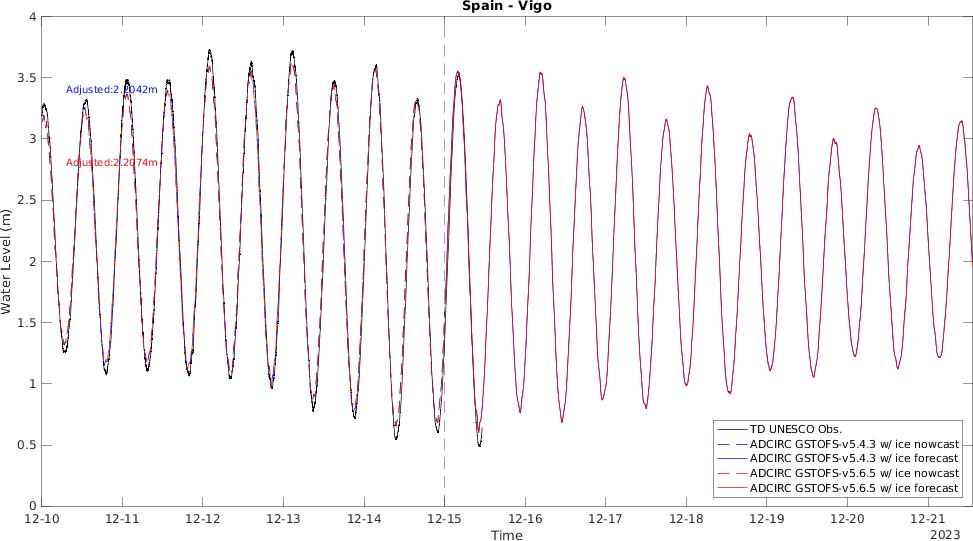 Spain - Vigo
4
3.5
3
2.5
2
1.5
1
0.5
0
Water Level (m)
Adjusted:2.2042m
Adjusted:2.2074m
12-10 12-11 12-12 12-13 12-14 12-15 12-16 12-17 12-18 12-19 12-20 12-21
2023
Time
TD UNESCO Obs.
ADCIRC GSTOFS-v5.4.3 w/ ice nowcast
ADCIRC GSTOFS-v5.4.3 w/ ice forecast
ADCIRC GSTOFS-v5.6.5 w/ ice nowcast
ADCIRC GSTOFS-v5.6.5 w/ ice forecast